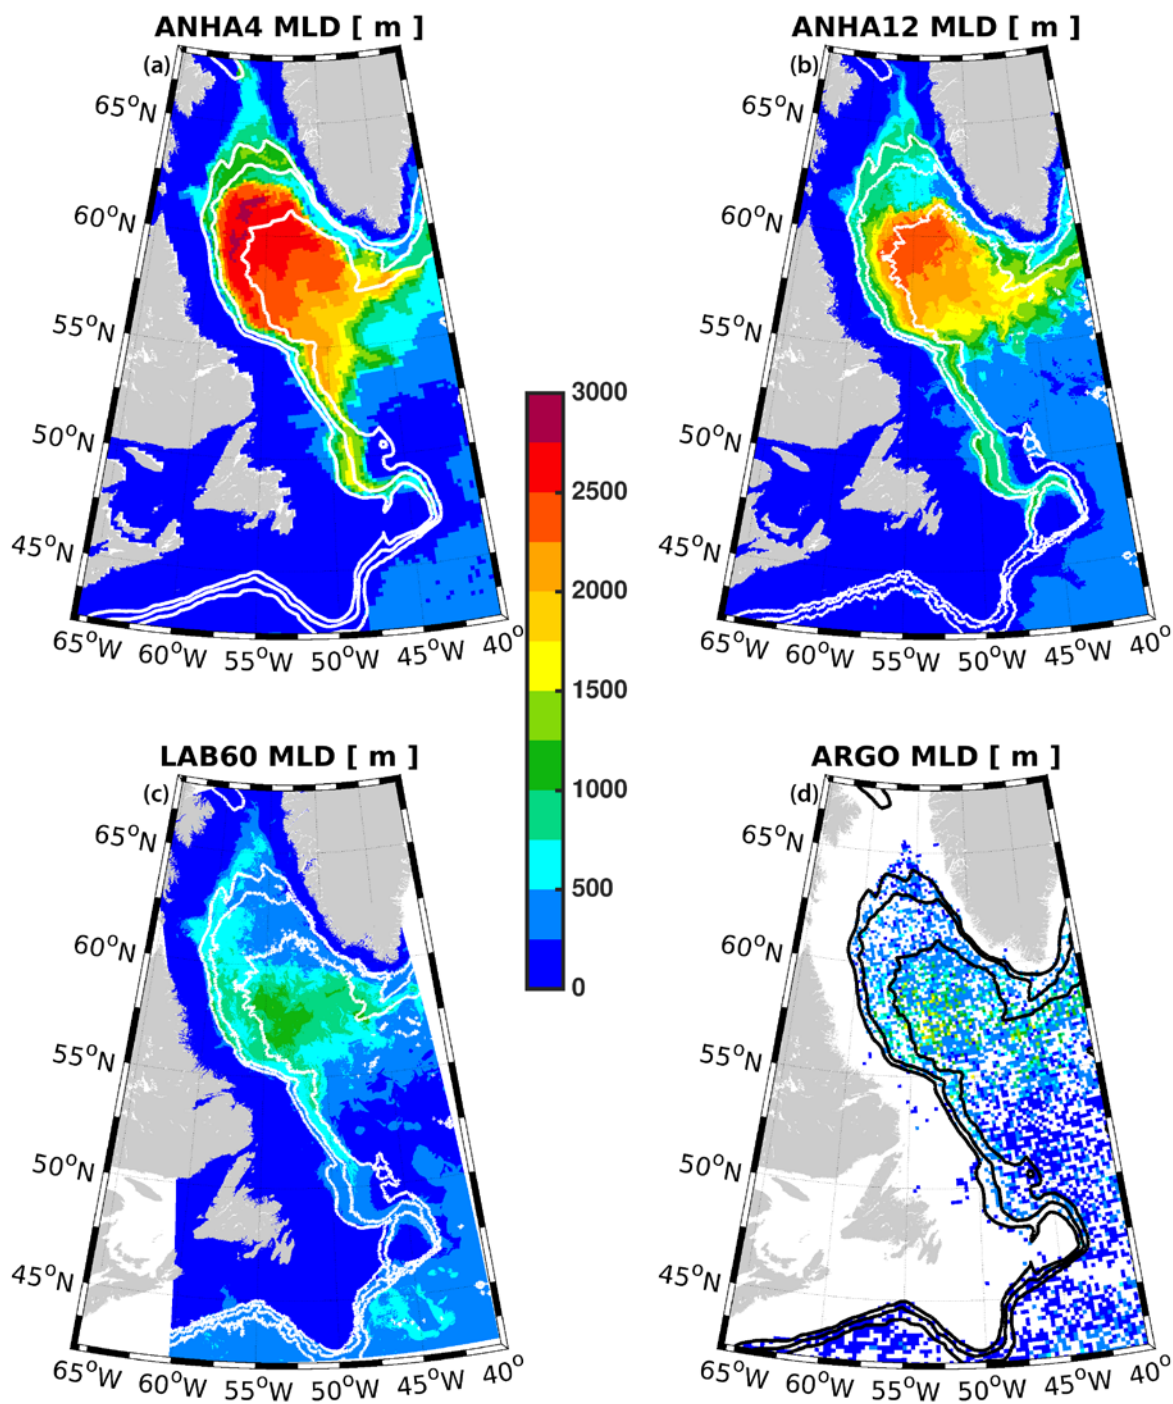 ANHA4 MLD [ m ]
(a)
65°N
60°N
55°N
50°N
45°N
65°W 60°W 55°W 50°W 45°W 40°
ANHA12 MLD [ m ]
(b)
65°N
60°N
55°N
50°N
45°N
65°W 60°W 55°W 50°W 45°W 40°
3000
2500
2000
1500
1000
500
0
LAB60 MLD [ m ]
(c)
65°N
60°N
55°N
50°N
45°N
65°W 60°W 55°W 50°W 45°W 40°
ARGO MLD [ m ]
(d)
65°N
60°N
55°N
50°N
45°N
65°W 60°W 55°W 50°W 45°W 40°